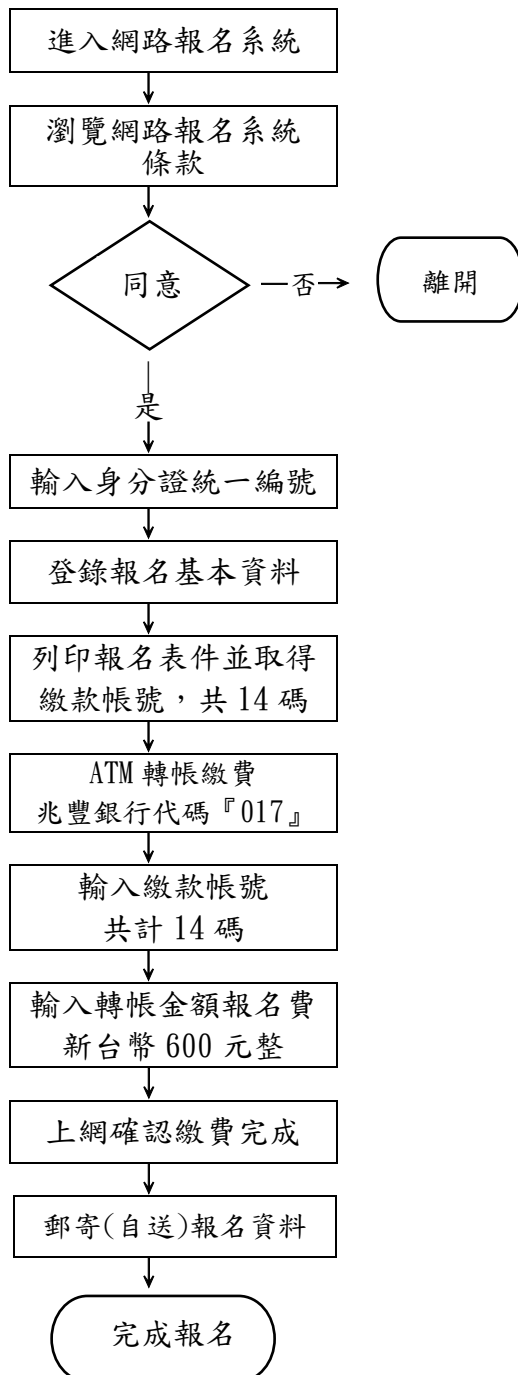 進入網路報名系統
瀏覽網路報名系統
條款
同意
否
離開
是
輸入身分證統一編號
登錄報名基本資料
列印報名表件並取得
繳款帳號，共 14 碼
ATM 轉帳繳費
兆豐銀行代碼『017』
輸入繳款帳號
共計 14 碼
輸入轉帳金額報名費
新台幣 600 元整
上網確認繳費完成
郵寄(自送)報名資料
完成報名